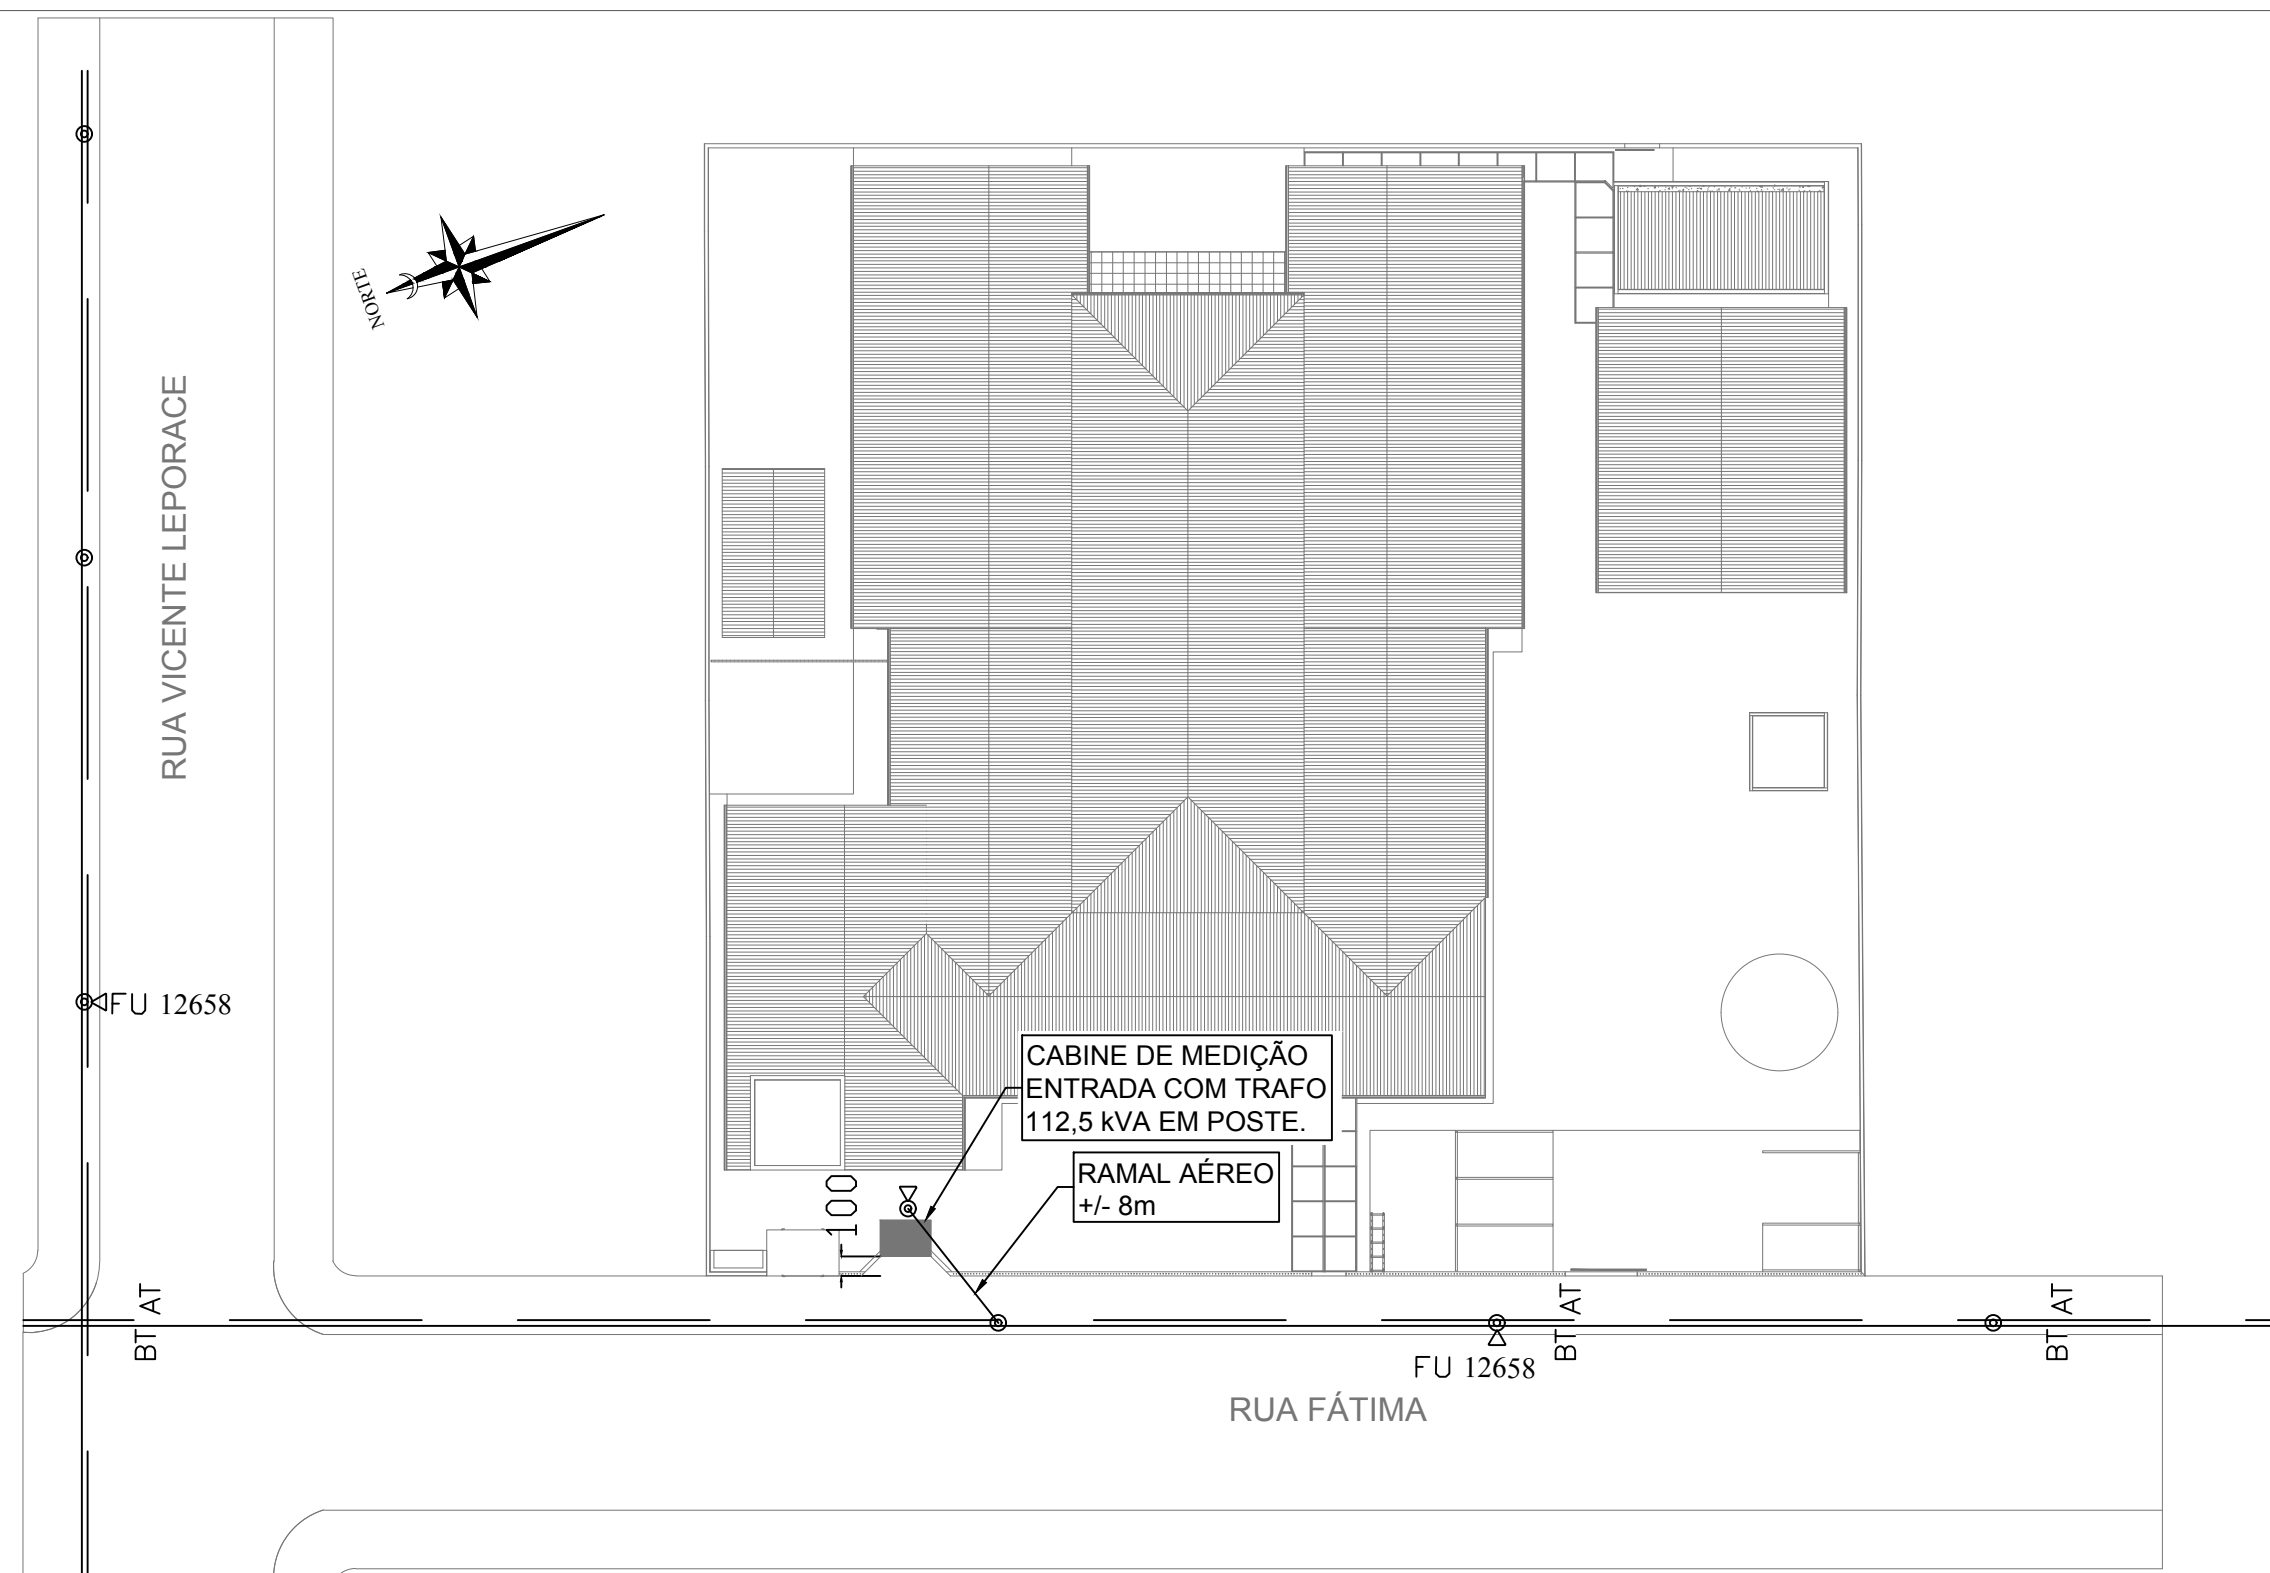 NORTE
RUA VICENTE LEPORACE
FU 12658
CABINE DE MEDIÇÃO
ENTRADA COM TRAFO
112,5 kVA EM POSTE.
RAMAL AÉREO
+/- 8m
100
BT AT
BT AT
BT AT
FU 12658
RUA FÁTIMA